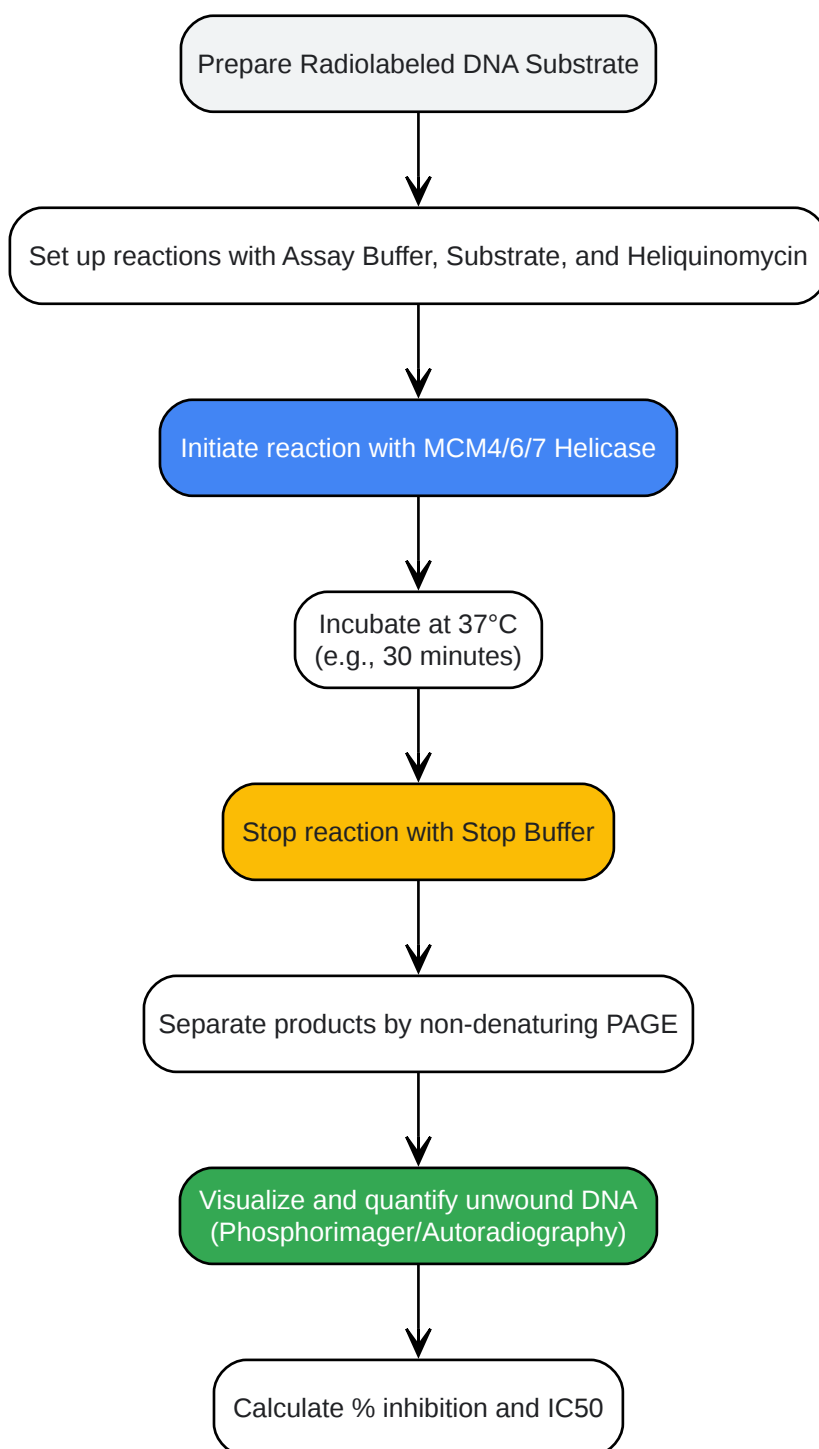 Prepare Radiolabeled DNA Substrate
Set up reactions with Assay Buffer, Substrate, and Heliquinomycin
Initiate reaction with MCM4/6/7 Helicase
Incubate at 37°C
(e.g., 30 minutes)
Stop reaction with Stop Buffer
Separate products by non-denaturing PAGE
Visualize and quantify unwound DNA
(Phosphorimager/Autoradiography)
Calculate % inhibition and IC50